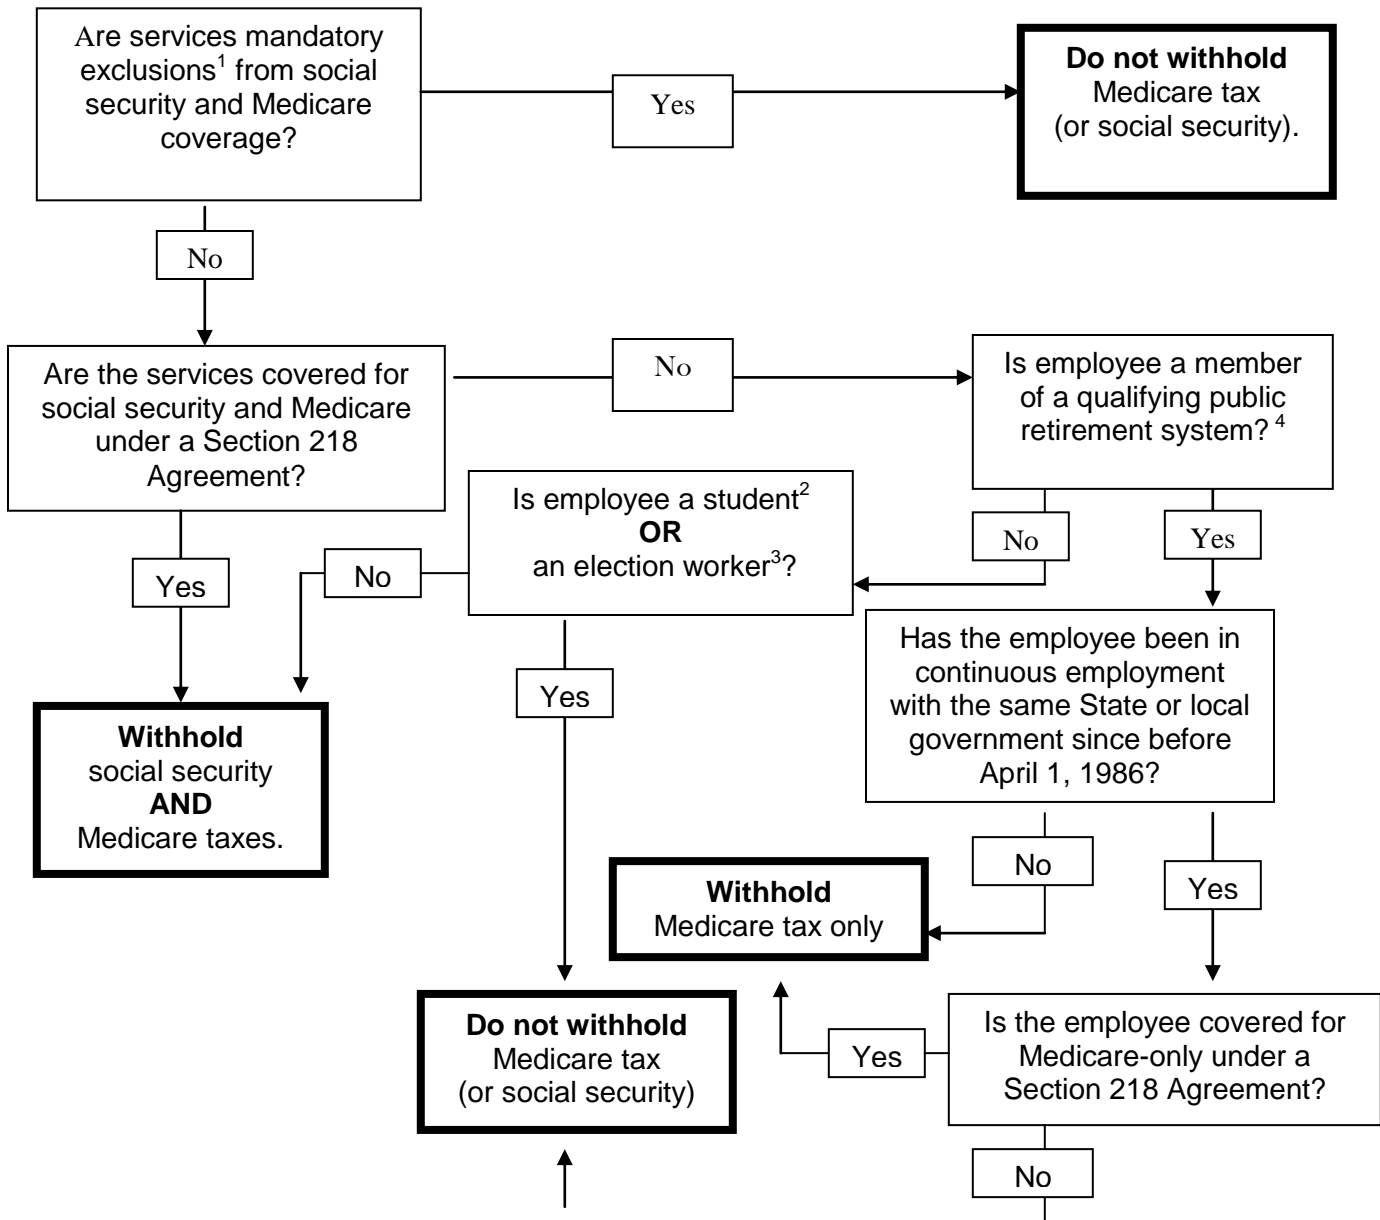 Are services mandatory
exclusions¹ from social
security and Medicare
coverage?
Yes
Do not withhold
Medicare tax
(or social security).
No
Are the services covered for
social security and Medicare
under a Section 218
Agreement?
No
Is employee a member
of a qualifying public
retirement system? ⁴
Is employee a student²
OR
an election worker³?
No
Yes
Yes
No
Has the employee been in
continuous employment
with the same State or local
government since before
April 1, 1986?
Yes
Withhold
social security
AND
Medicare taxes.
No
Yes
Withhold
Medicare tax only
Do not withhold
Medicare tax
(or social security)
Is the employee covered for
Medicare-only under a
Section 218 Agreement?
Yes
No